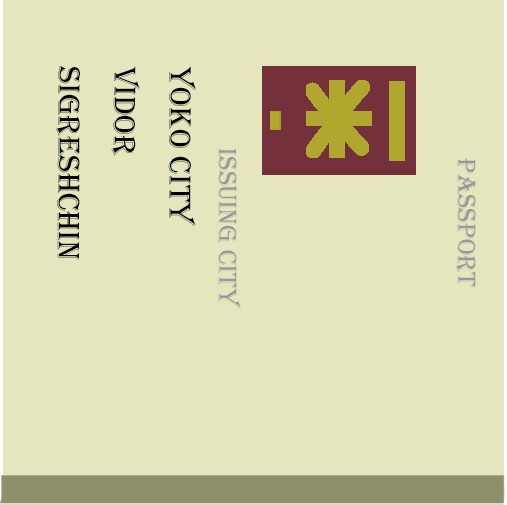 PASSPORT
ISSUING CITY
YOKO CITY
VIDOR
SIGRESHCHIN